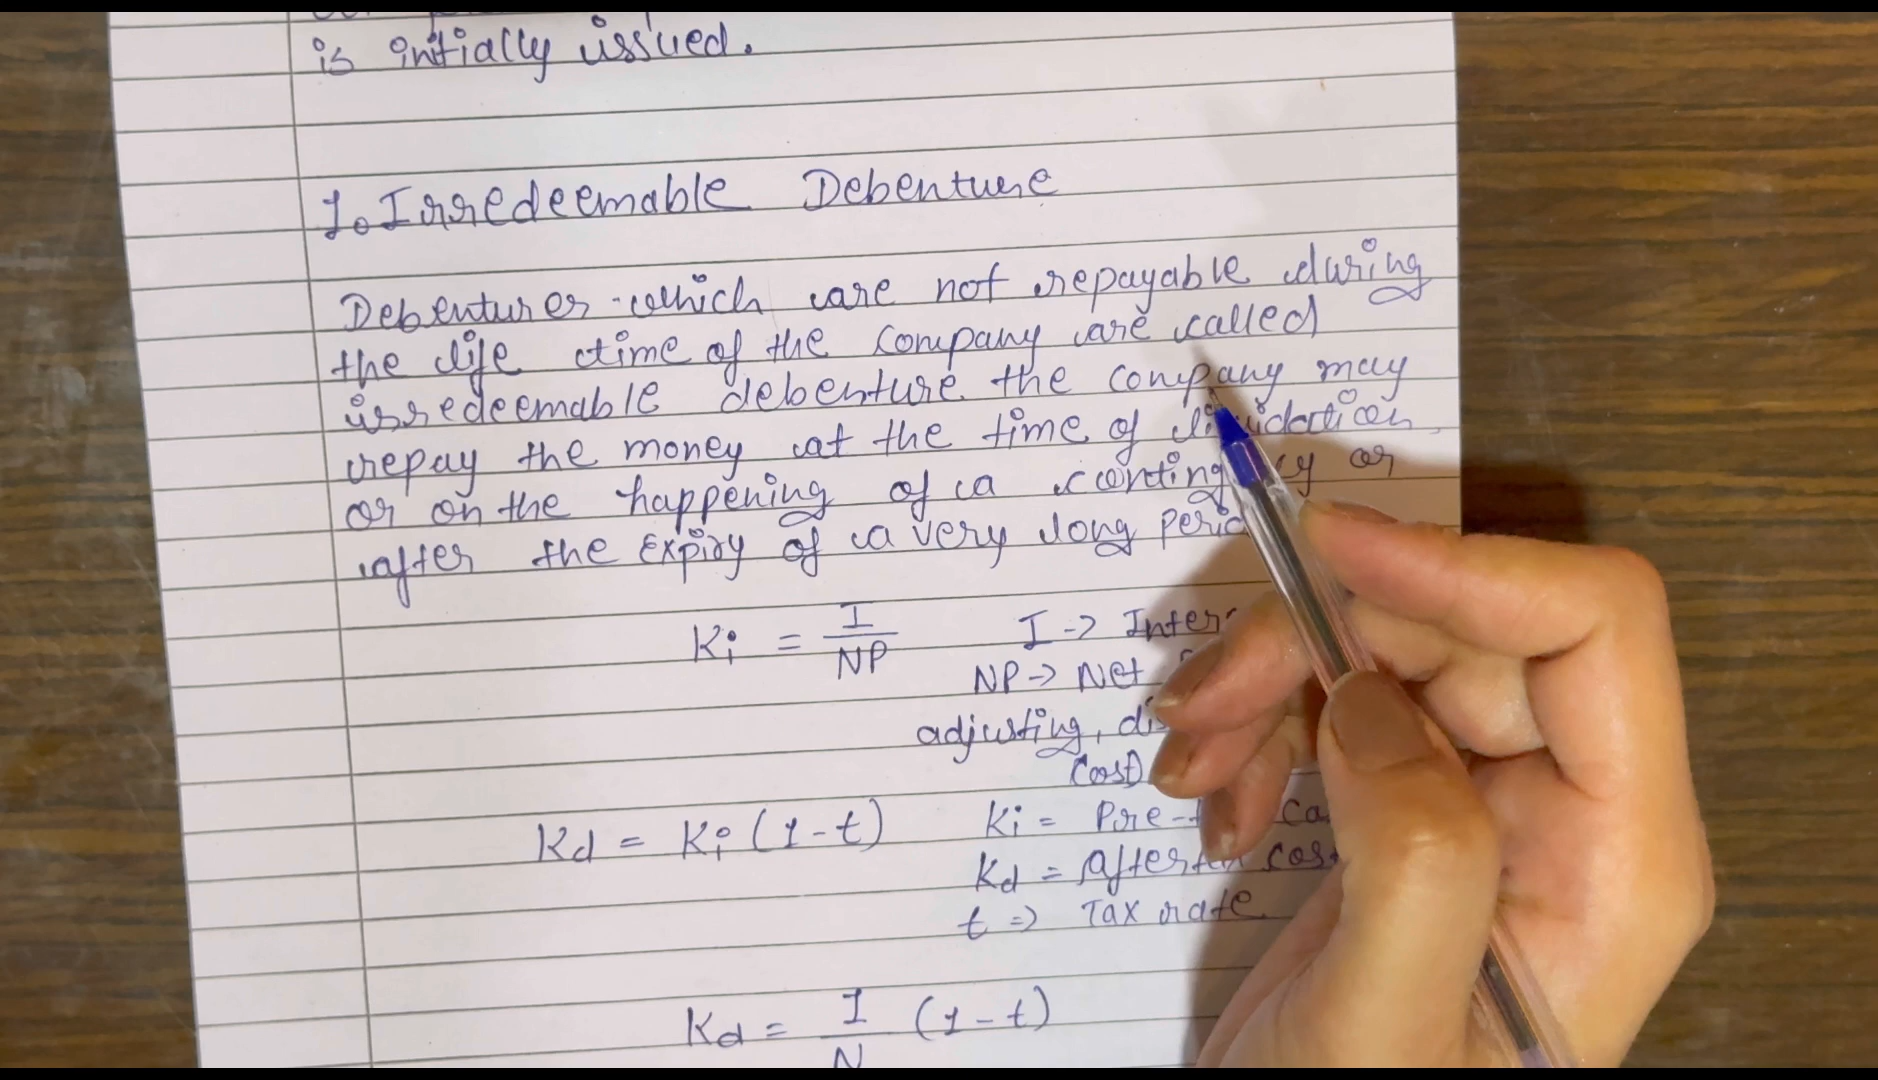 is initially issued.
1. Irredeemable Debenture
Debentures which are not repayable during
the life time of the company are called
irredeemable debenture. the company may
repay the money at the time of liquidation
or on the happening of a or
after the expiry of a very long
Ki = I / NP I -> 
NP -> Net
adjusting,
Cost)
Kd = Ki (1-t) Ki =
Kd = After cost
t => Tax rate
Kd = I / N (1-t)